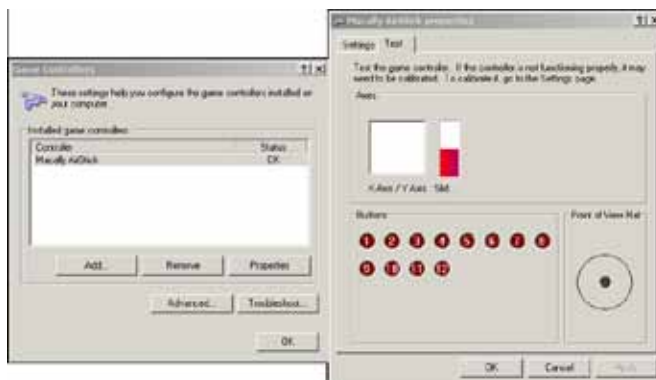 Game Controllers
These settings help you configure the game controllers installed on
your computer.
Installed game controllers
Controller Status
Macally AirStick OK
Add... Remove Properties
Advanced... Troubleshoot...
OK
Macally AirStick properties
Settings Test
Test the game controller. If the controller is not functioning properly, it may
need to be calibrated. To calibrate it, go to the Settings page.
Axes
X Axis / Y Axis
Buttons
Point of View Hat
1 2 3 4 5 6 7 8
9 10 11 12
OK Cancel Apply